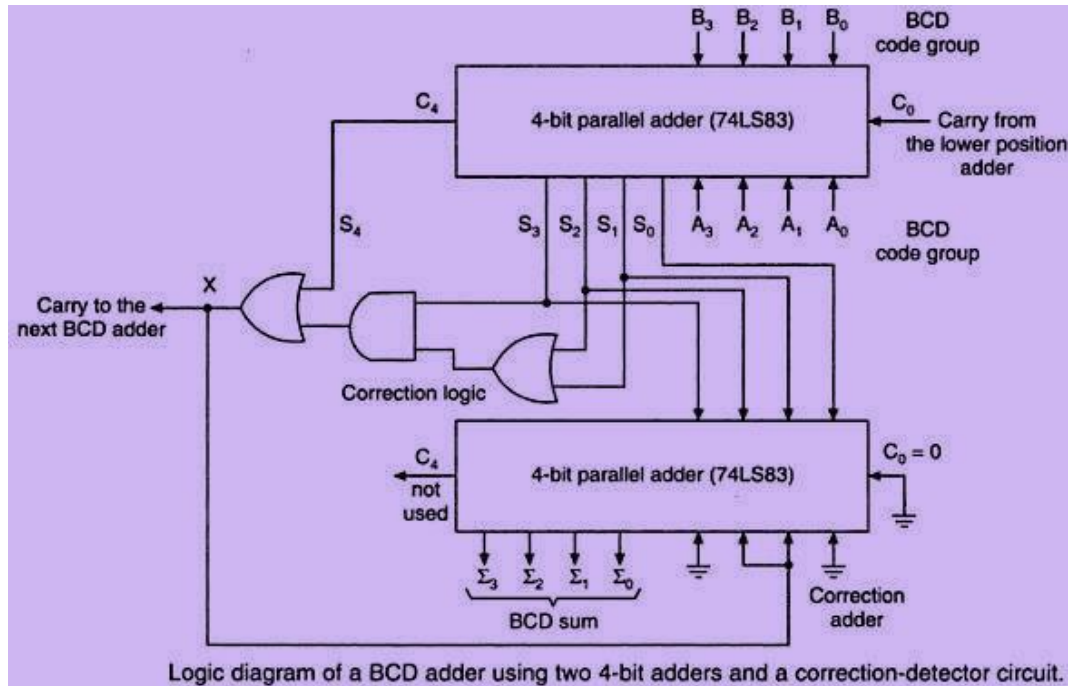 B₃ B₂ B₁ B₀
BCD
code group
C₄
4-bit parallel adder (74LS83)
C₀
Carry from
the lower position
adder
S₄
S₃ S₂ S₁ S₀
A₃ A₂ A₁ A₀
BCD
code group
X
Carry to the
next BCD adder
Correction logic
C₄
not
used
4-bit parallel adder (74LS83)
C₀ = 0
Σ₃ Σ₂ Σ₁ Σ₀
BCD sum
Correction
adder
Logic diagram of a BCD adder using two 4-bit adders and a correction-detector circuit.